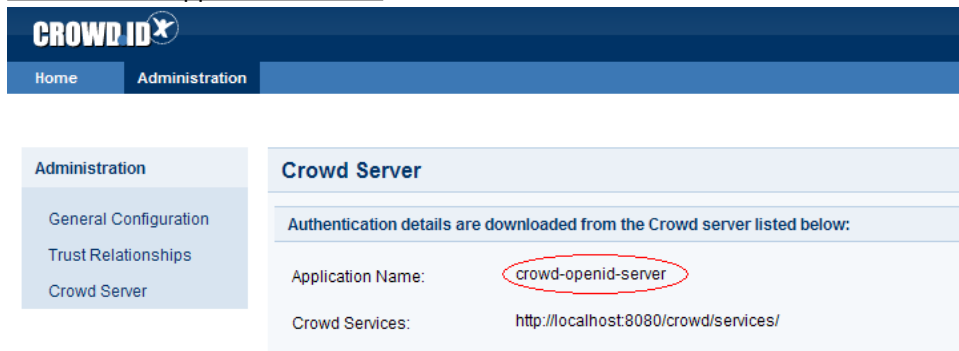 CROWD.ID
Home Administration
Administration
Crowd Server
General Configuration
Authentication details are downloaded from the Crowd server listed below:
Trust Relationships
Application Name: crowd-openid-server
Crowd Server
Crowd Services: http://localhost:8080/crowd/services/